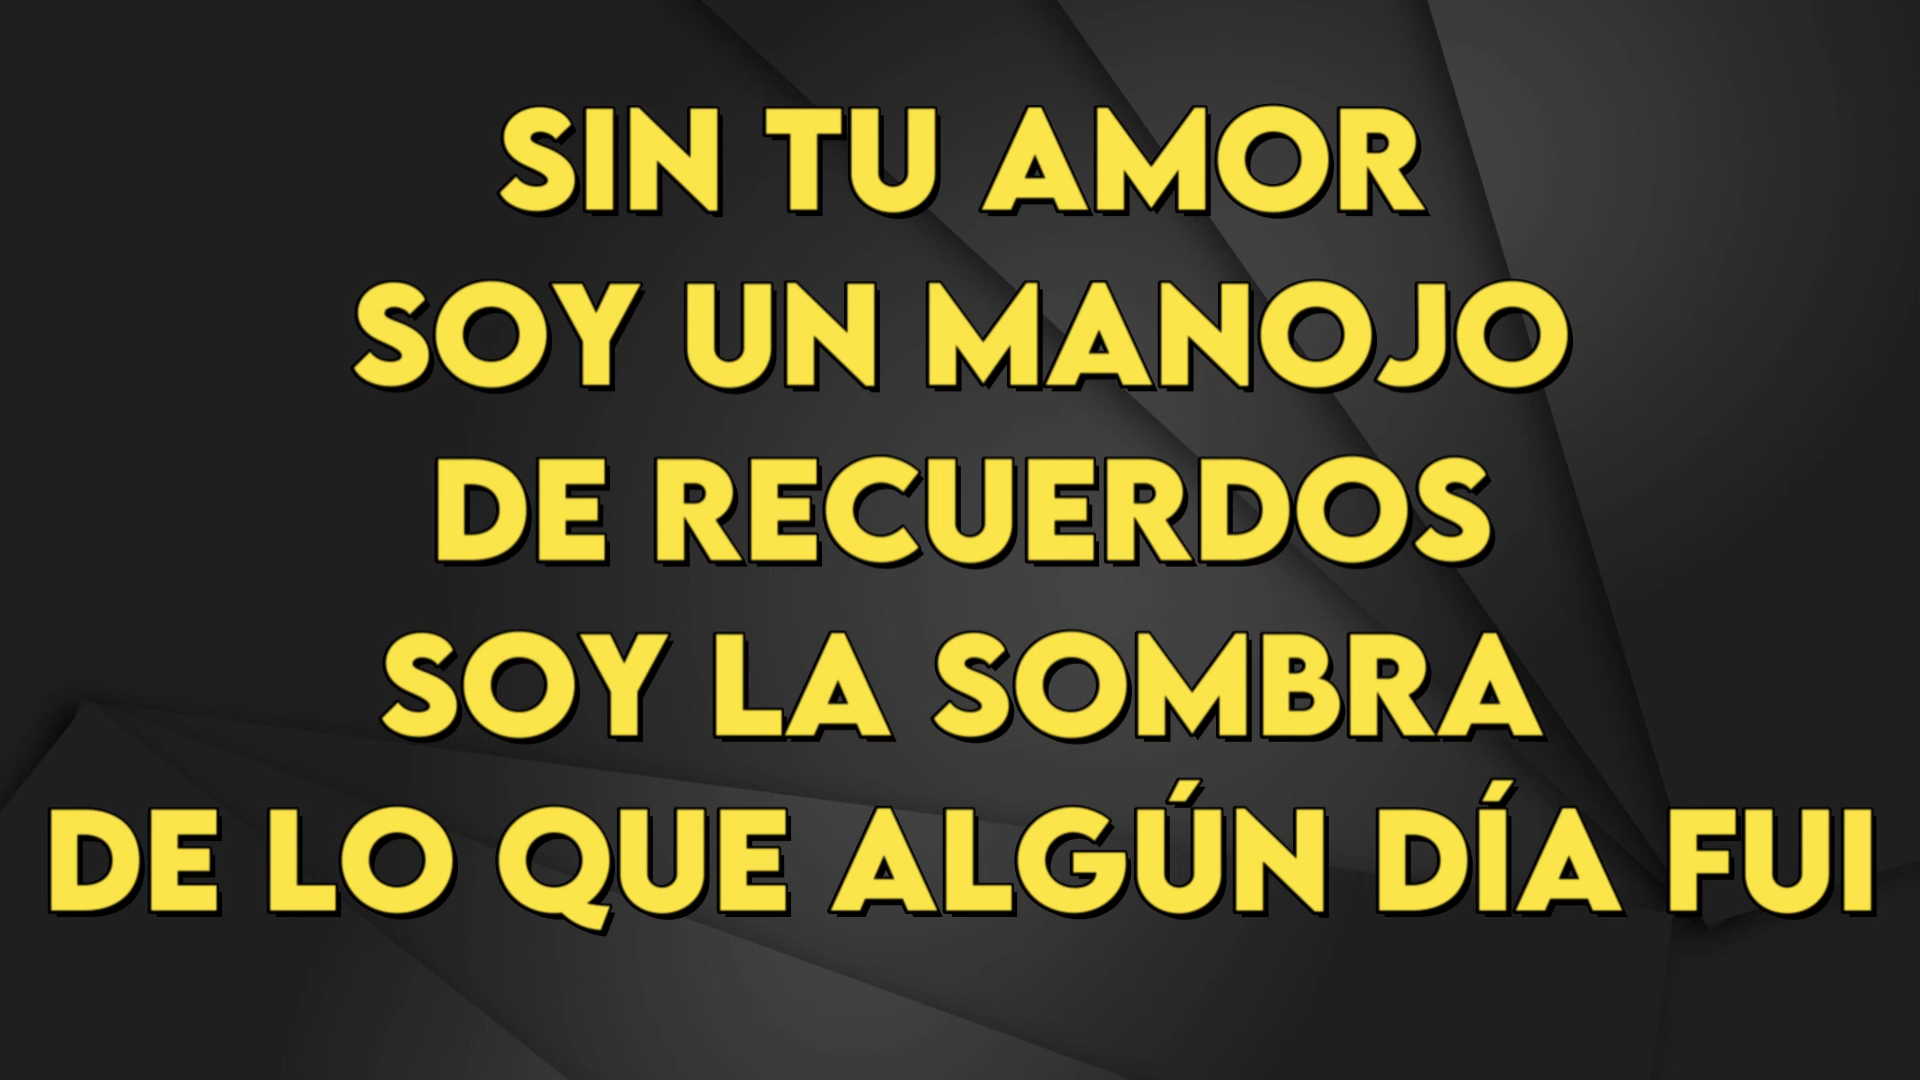 SIN TU AMOR
SOY UN MANOJO
DE RECUERDOS
SOY LA SOMBRA
DE LO QUE ALGÚN DÍA FUI